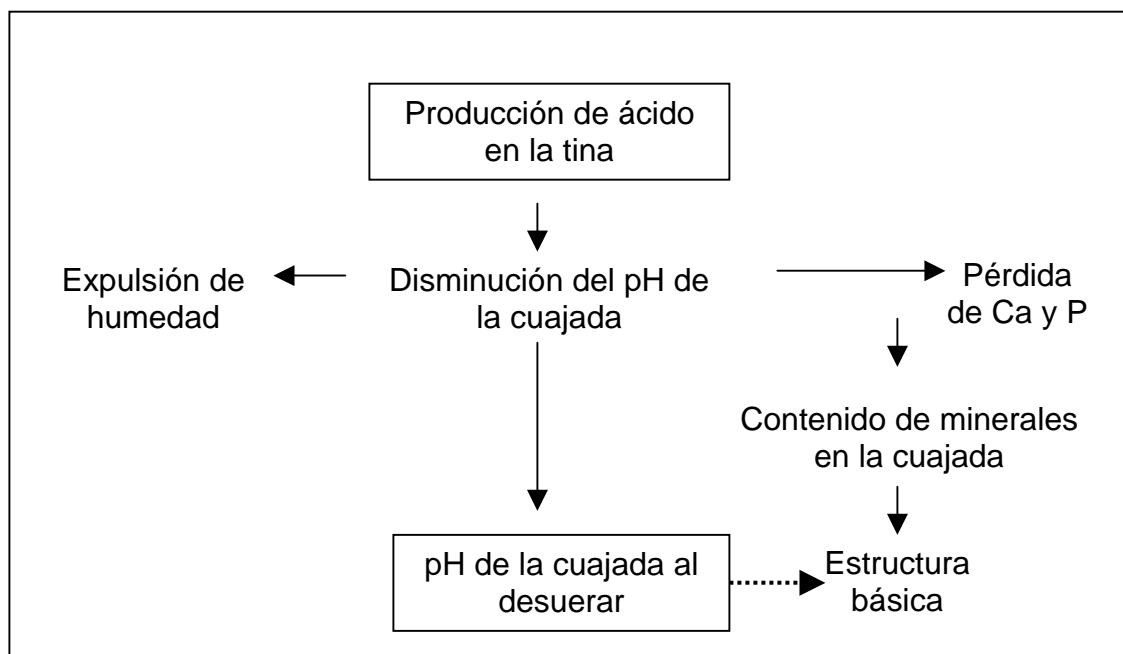 Producción de ácido
en la tina
Expulsión de
humedad
Disminución del pH de
la cuajada
Pérdida
de Ca y P
Contenido de minerales
en la cuajada
pH de la cuajada al
desuerar
Estructura
básica